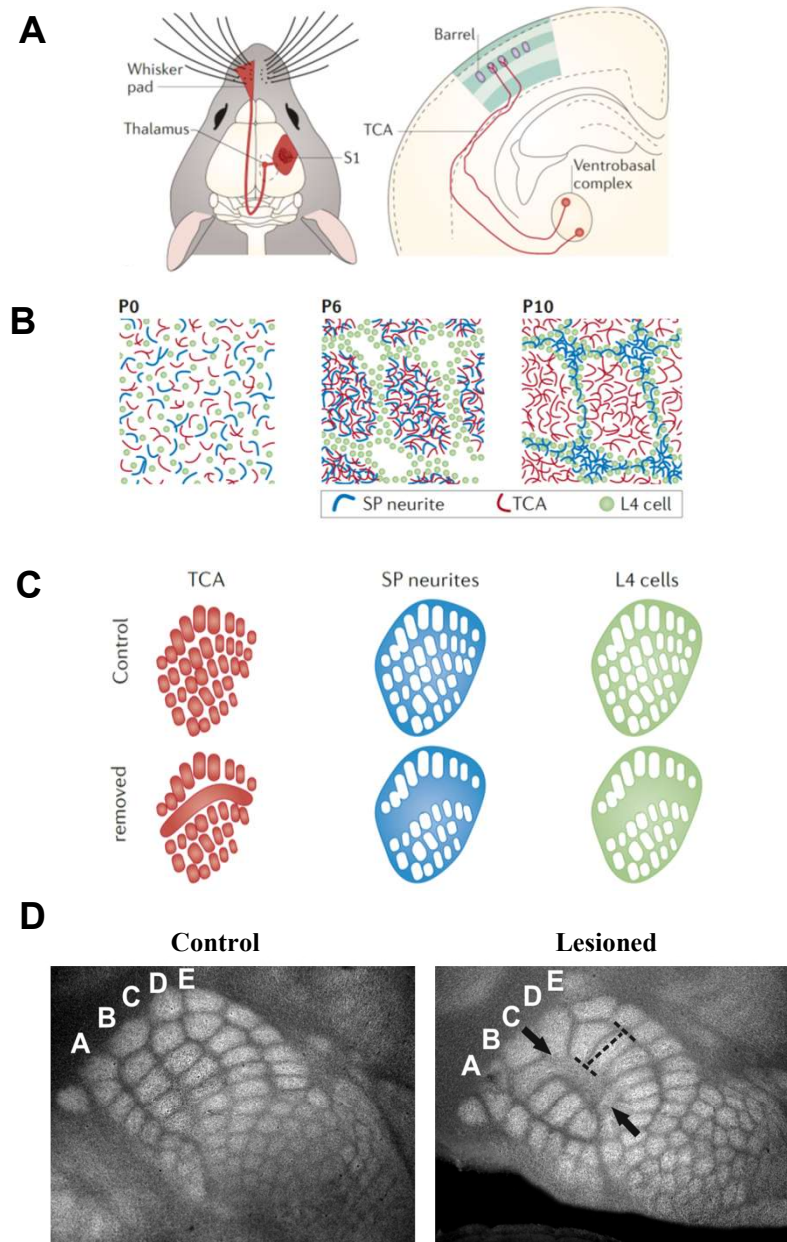 A
Whisker
pad
Thalamus
S1
Barrel
TCA
Ventrobasal
complex
B
P0
P6
P10
SP neurite
TCA
L4 cell
C
TCA
SP neurites
L4 cells
Control
removed
D
Control
Lesioned
A
B
C
D
E
A
B
C
D
E